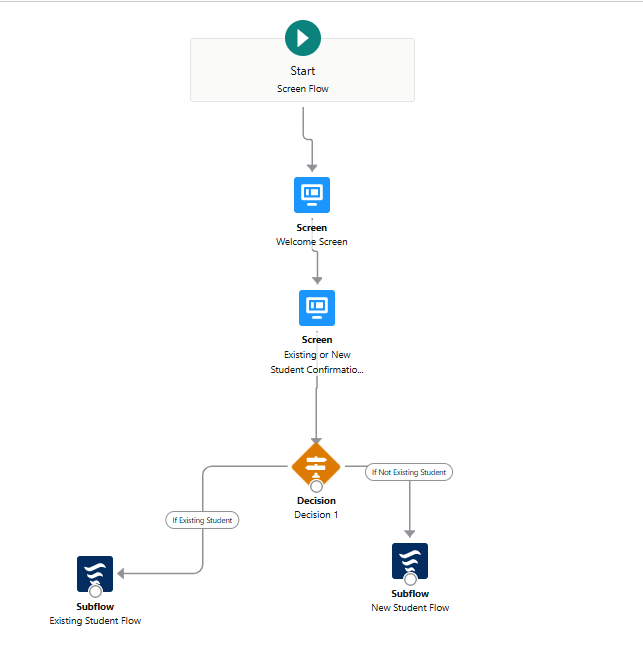 Start
Screen Flow
Screen
Welcome Screen
Screen
Existing or New
Student Confirmatio...
If Not Existing Student
Decision
Decision 1
If Existing Student
Subflow
New Student Flow
Subflow
Existing Student Flow